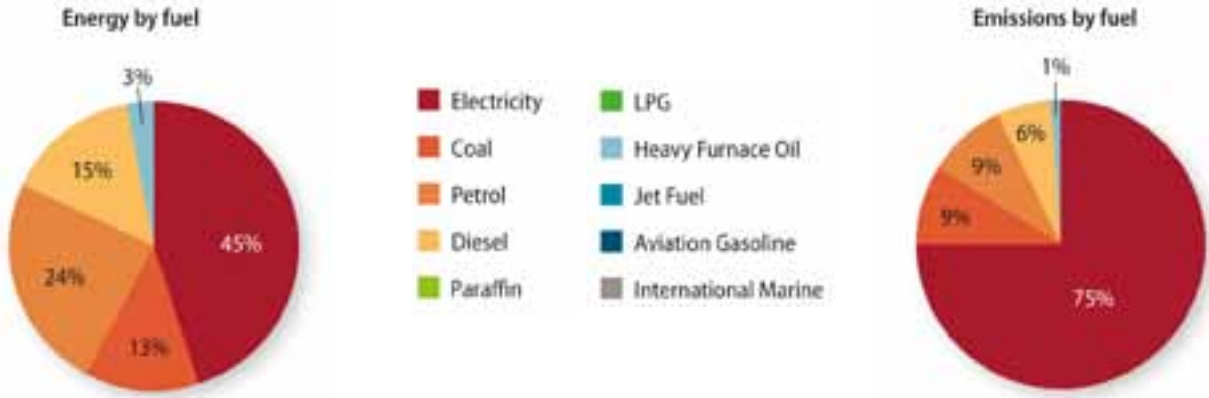 Energy by fuel
3%
15%
45%
24%
13%
Electricity
Coal
Petrol
Diesel
Paraffin
LPG
Heavy Furnace Oil
Jet Fuel
Aviation Gasoline
International Marine
Emissions by fuel
1%
6%
9%
9%
75%